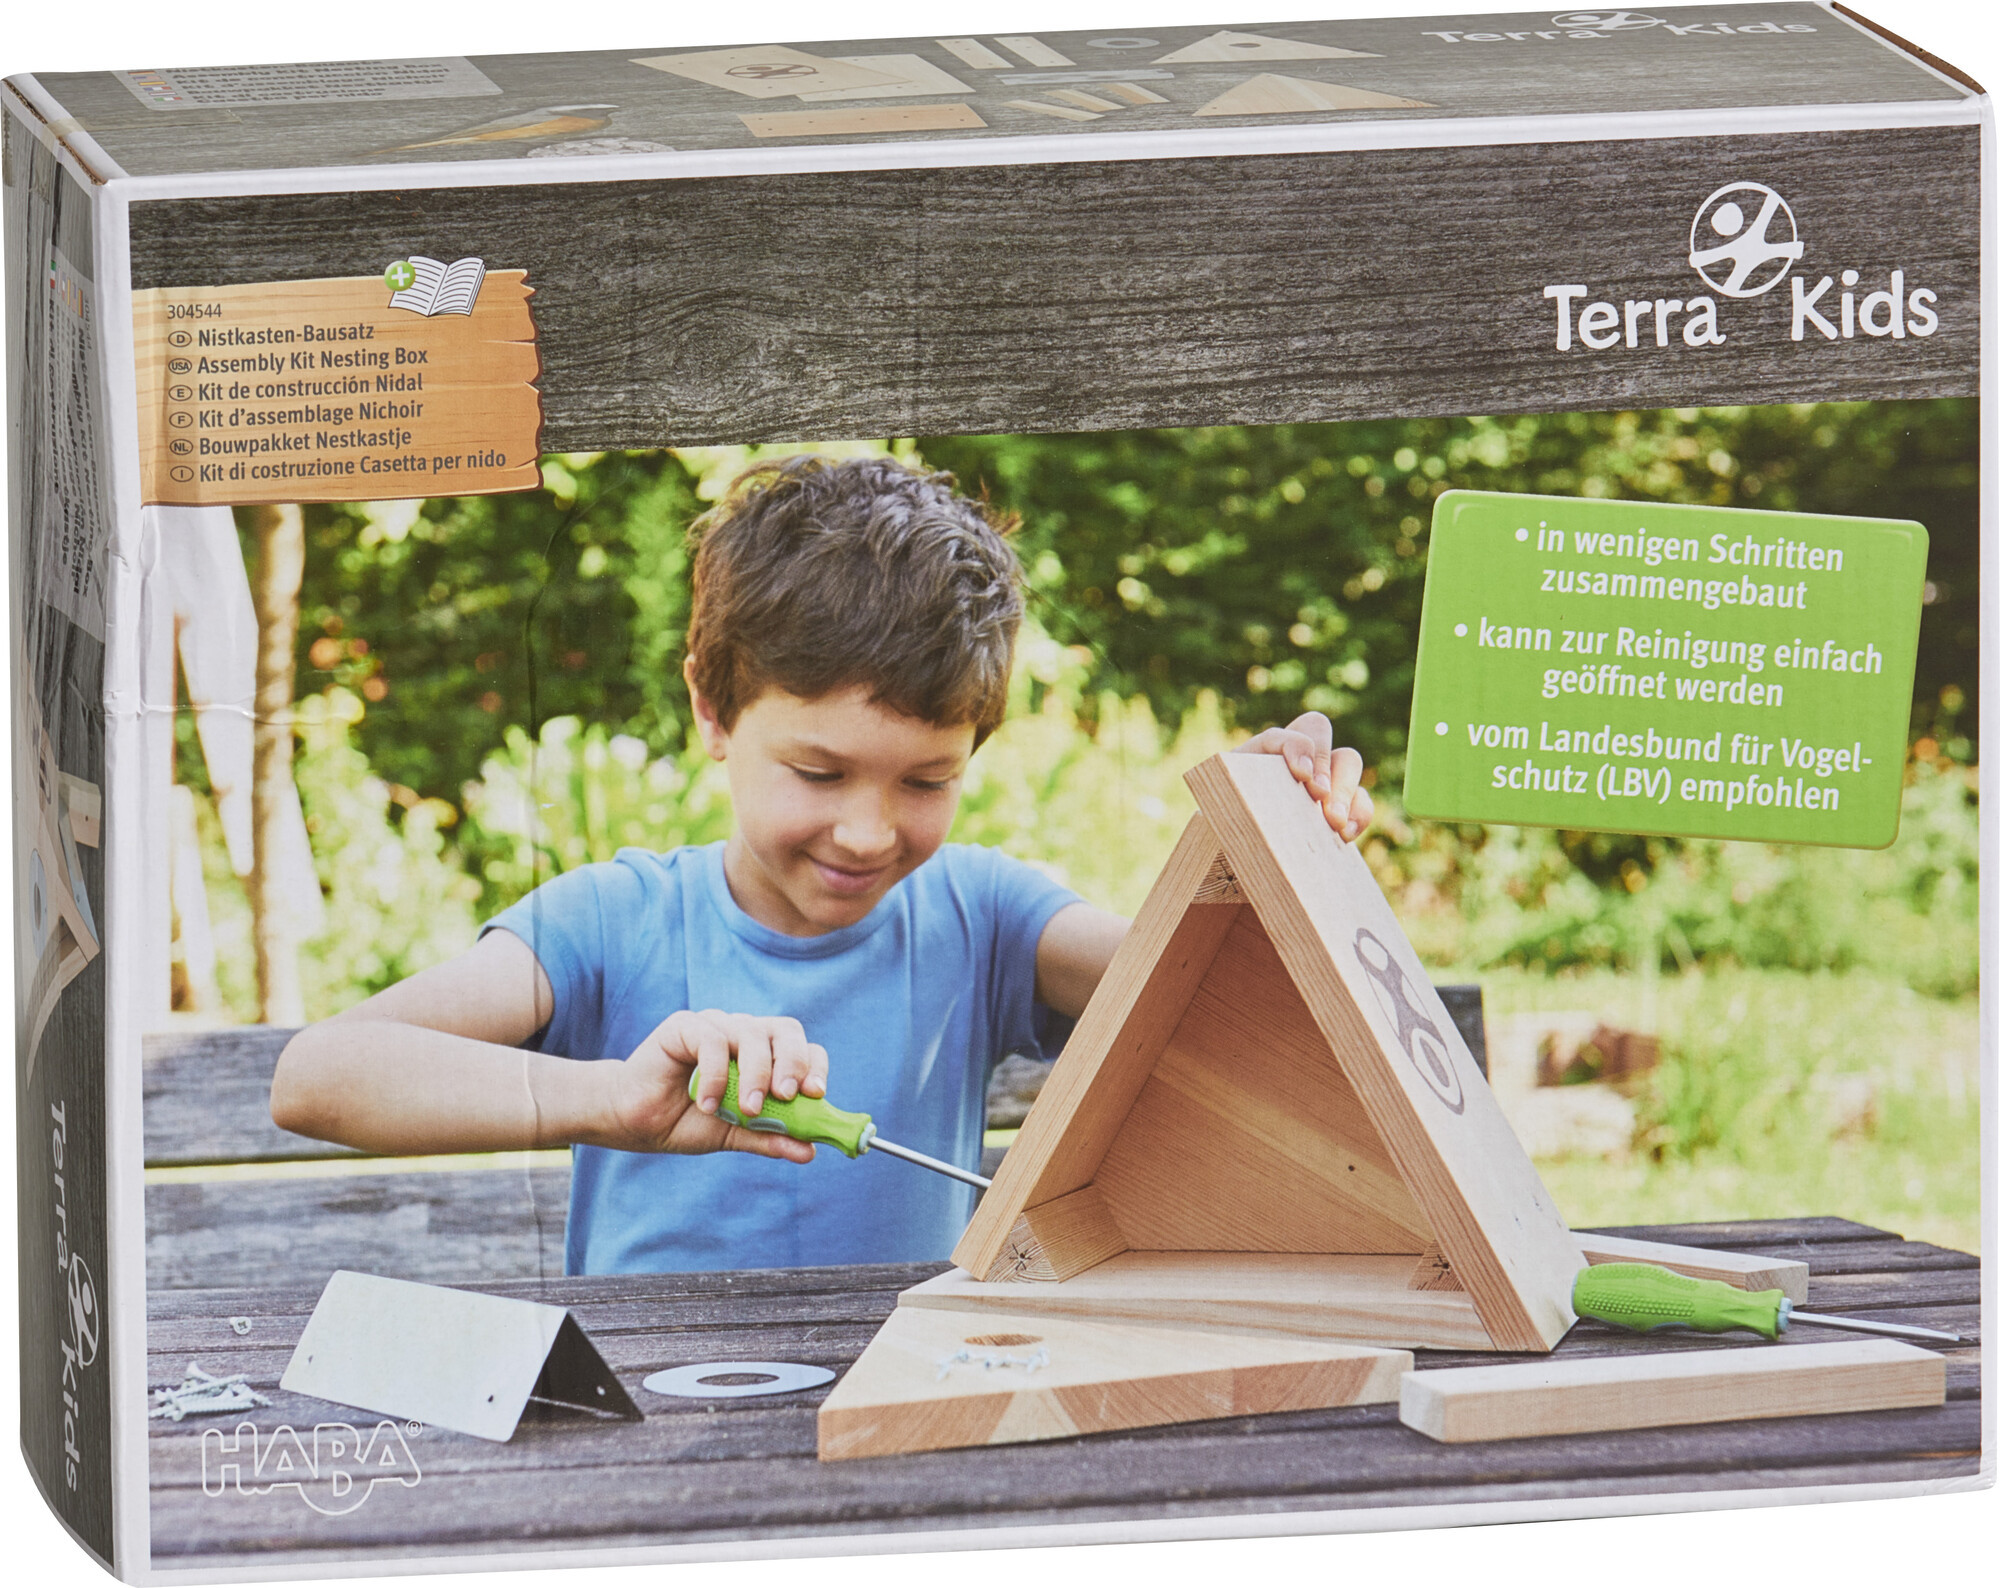 Terra Kids
Terra Kids
304544
D Nistkasten-Bausatz
USA Assembly Kit Nesting Box
E Kit de construcción Nidal
F Kit d'assemblage Nichoir
NL Bouwpakket Nestkastje
I Kit di costruzione Casetta per nido
• in wenigen Schritten
zusammengebaut
• kann zur Reinigung einfach
geöffnet werden
• vom Landesbund für Vogel-
schutz (LBV) empfohlen
Terra Kids
HABA®